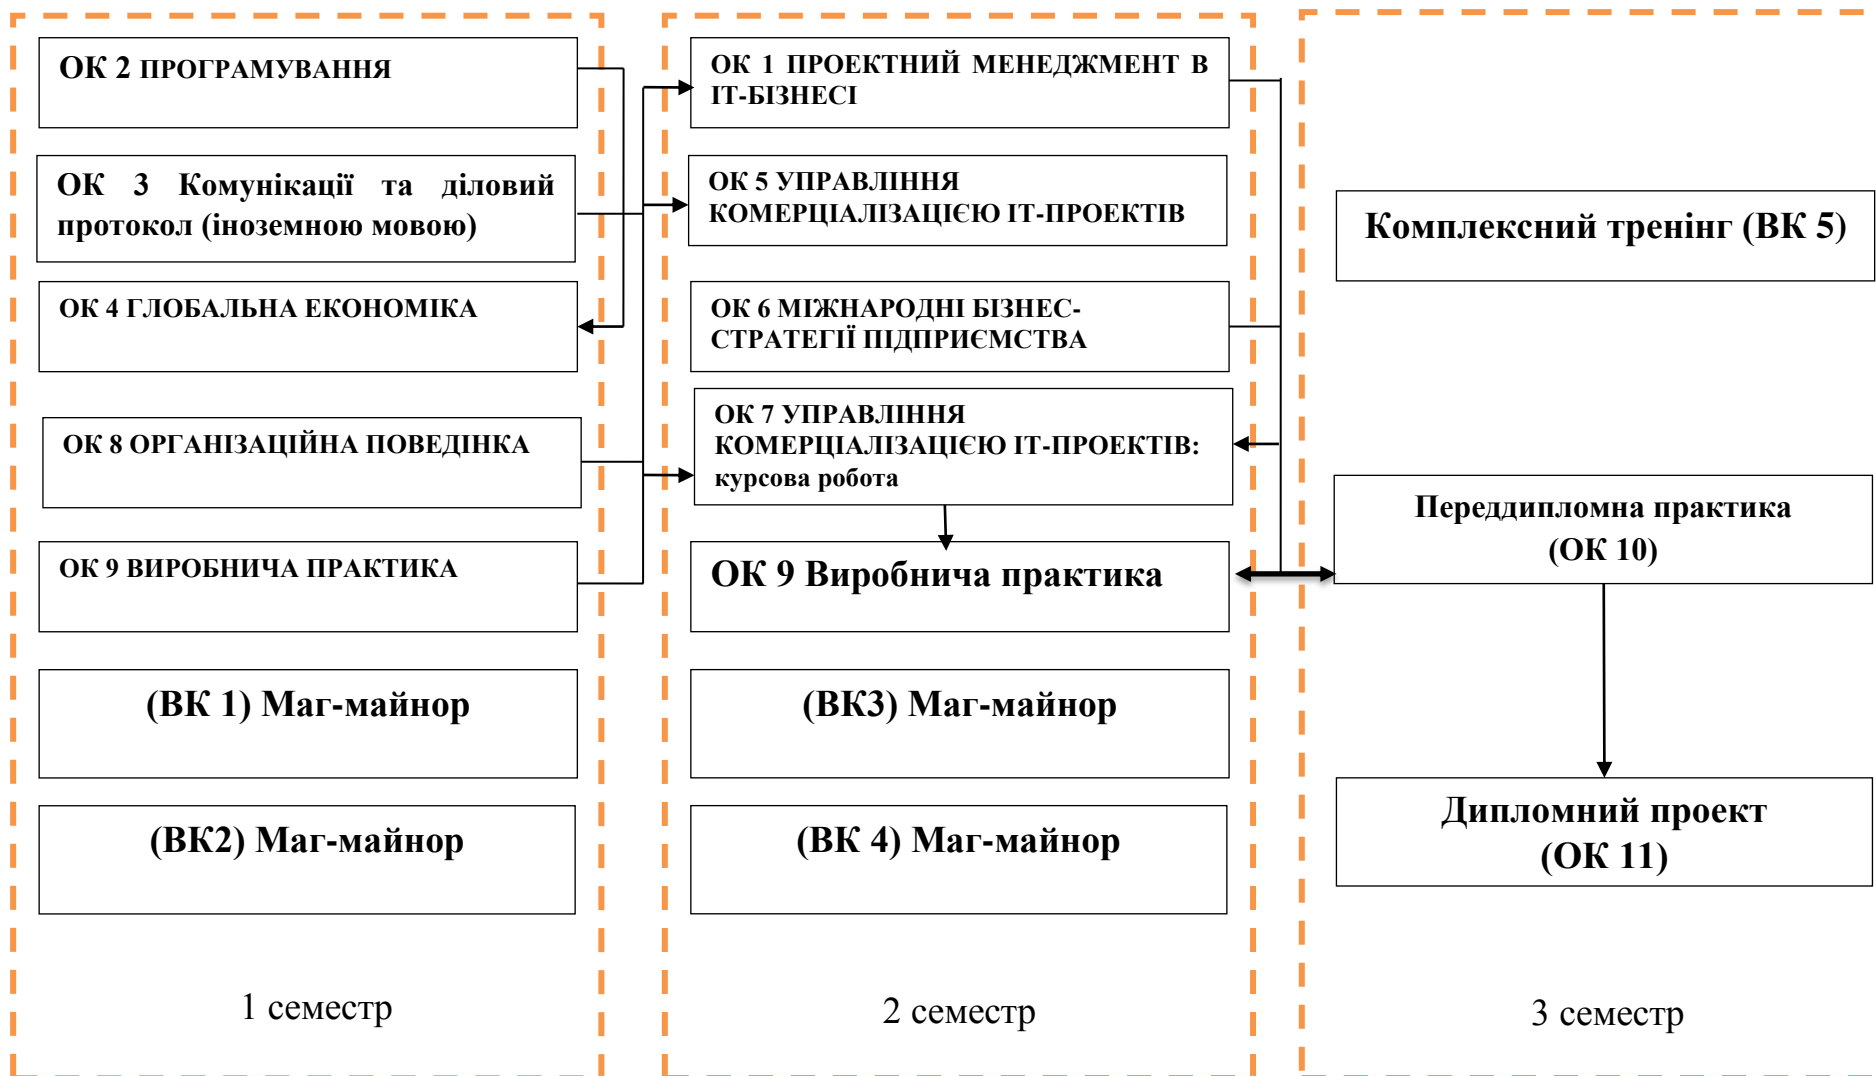 ОК 2 ПРОГРАМУВАННЯ
ОК 3 Комунікації та діловий
протокол (іноземною мовою)
ОК 4 ГЛОБАЛЬНА ЕКОНОМІКА
ОК 8 ОРГАНІЗАЦІЙНА ПОВЕДІНКА
ОК 9 ВИРОБНИЧА ПРАКТИКА
(ВК 1) Маг-майнор
(ВК2) Маг-майнор
1 семестр
ОК 1 ПРОЕКТНИЙ МЕНЕДЖМЕНТ В
ІТ-БІЗНЕСІ
ОК 5 УПРАВЛІННЯ
КОМЕРЦІАЛІЗАЦІЄЮ ІТ-ПРОЕКТІВ
ОК 6 МІЖНАРОДНІ БІЗНЕС-
СТРАТЕГІЇ ПІДПРИЄМСТВА
ОК 7 УПРАВЛІННЯ
КОМЕРЦІАЛІЗАЦІЄЮ ІТ-ПРОЕКТІВ:
курсова робота
ОК 9 Виробнича практика
(ВК3) Маг-майнор
(ВК 4) Маг-майнор
2 семестр
Комплексний тренінг (ВК 5)
Переддипломна практика
(ОК 10)
Дипломний проект
(ОК 11)
3 семестр